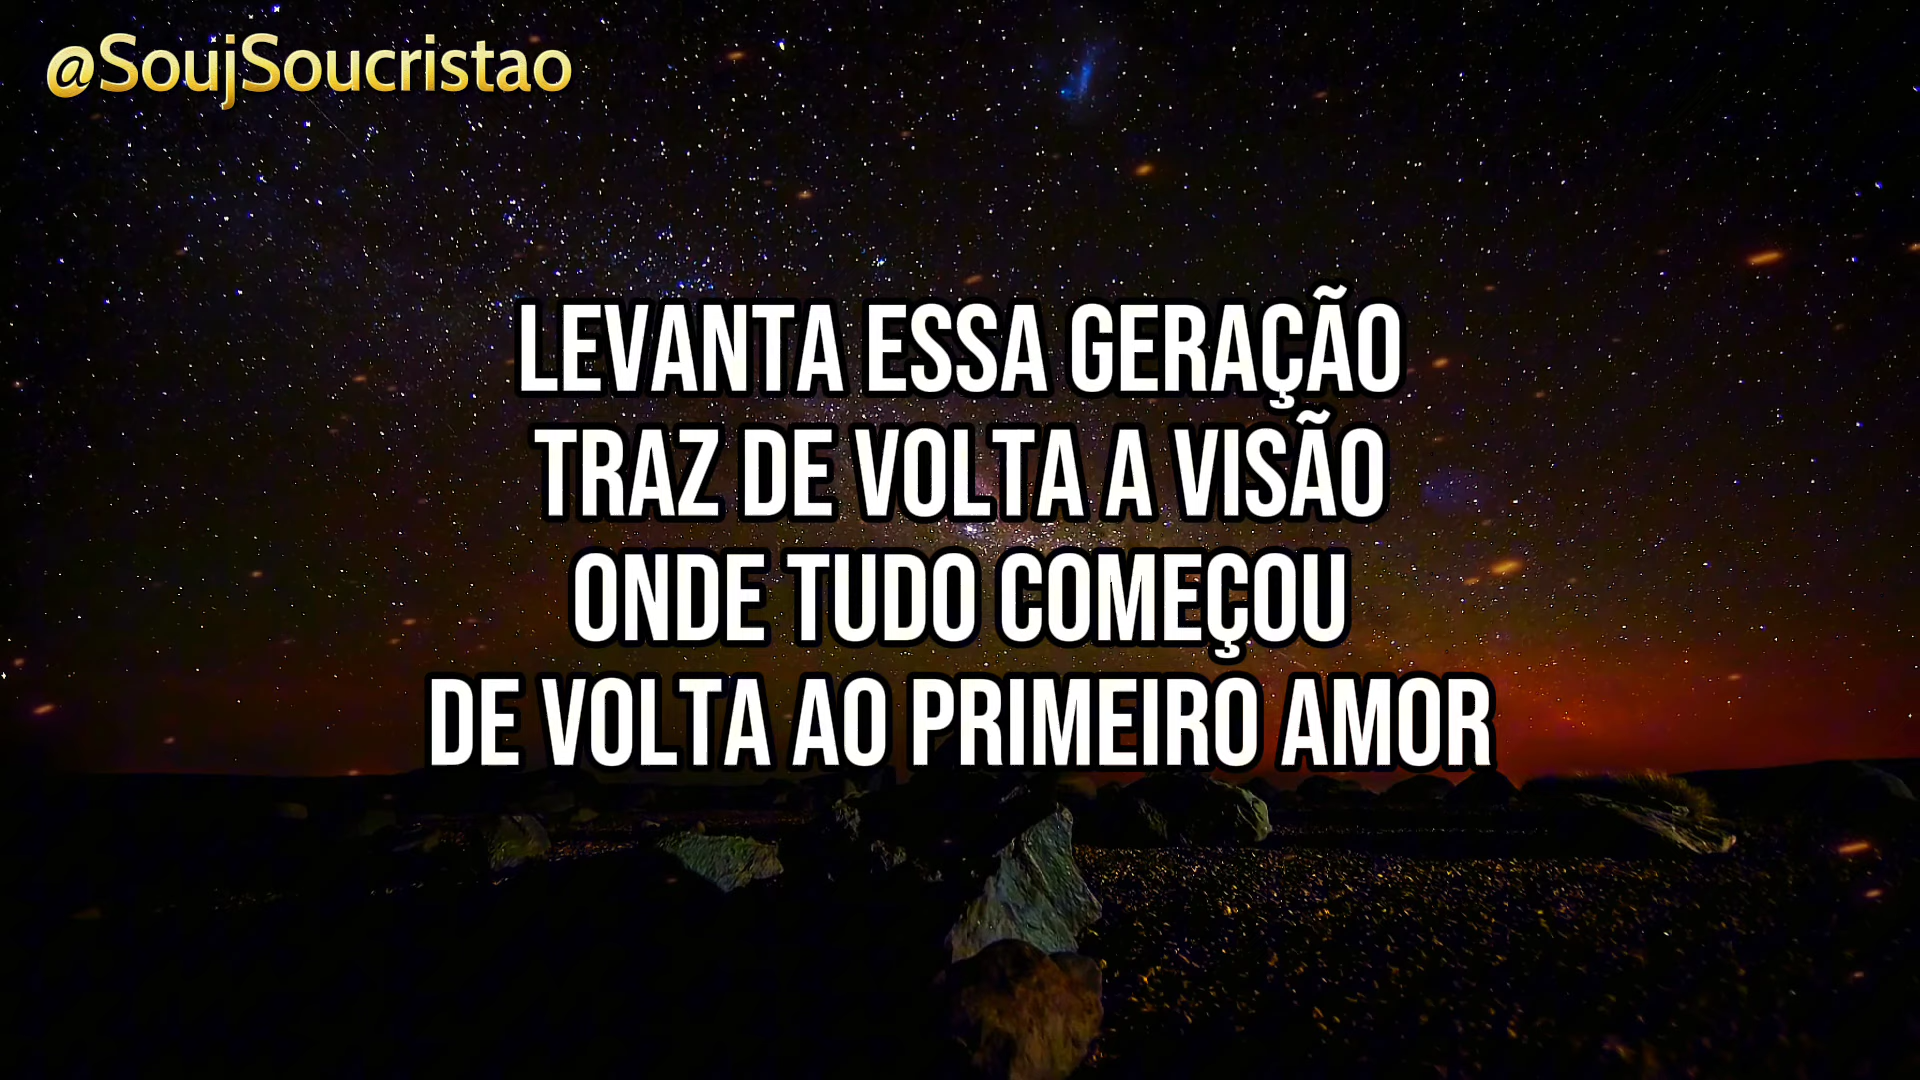 @SoujSoucristao
LEVANTA ESSA GERAÇÃO
TRAZ DE VOLTA A VISÃO
ONDE TUDO COMEÇOU
DE VOLTA AO PRIMEIRO AMOR